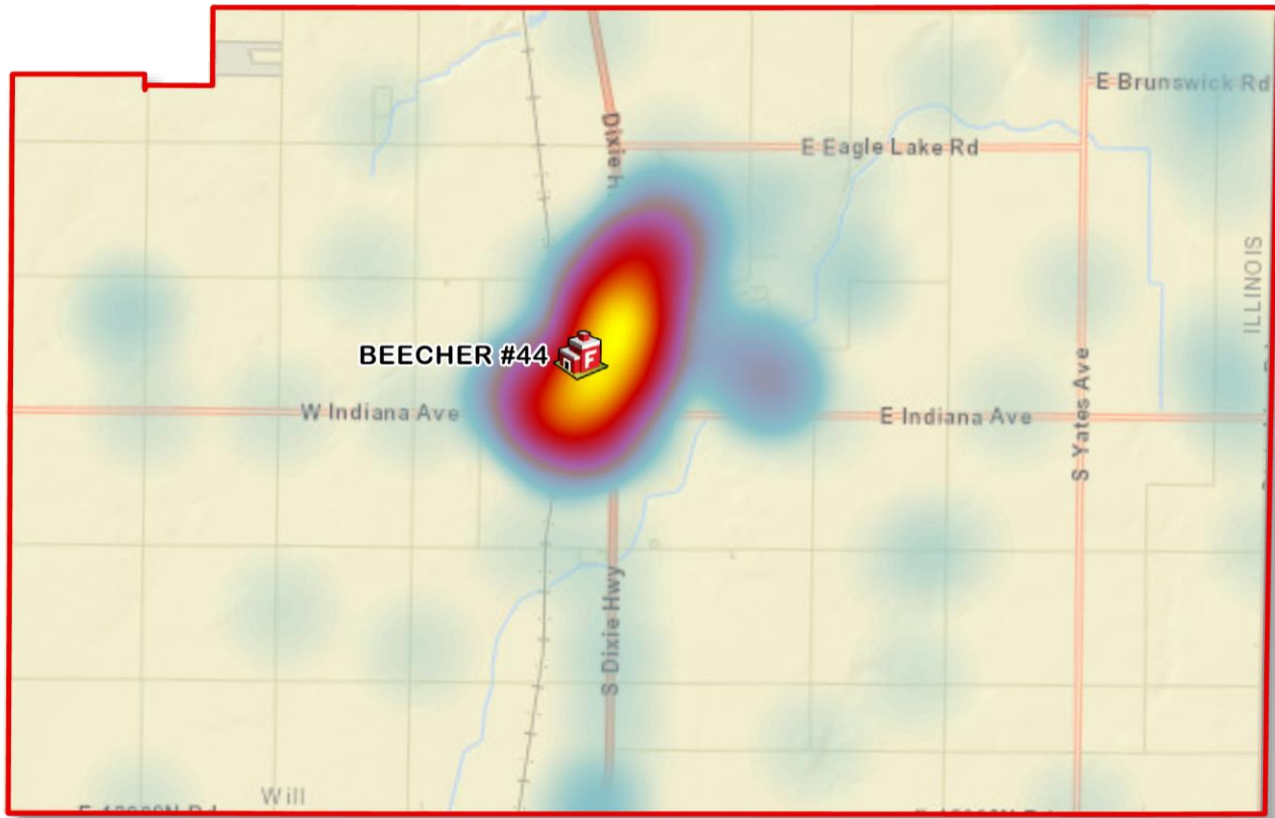 E Brunswick Rd
Dixie H
E Eagle Lake Rd
ILLINOIS
BEECHER #44
F
W Indiana Ave
E Indiana Ave
S Yates Ave
S Dixie Hwy
Will